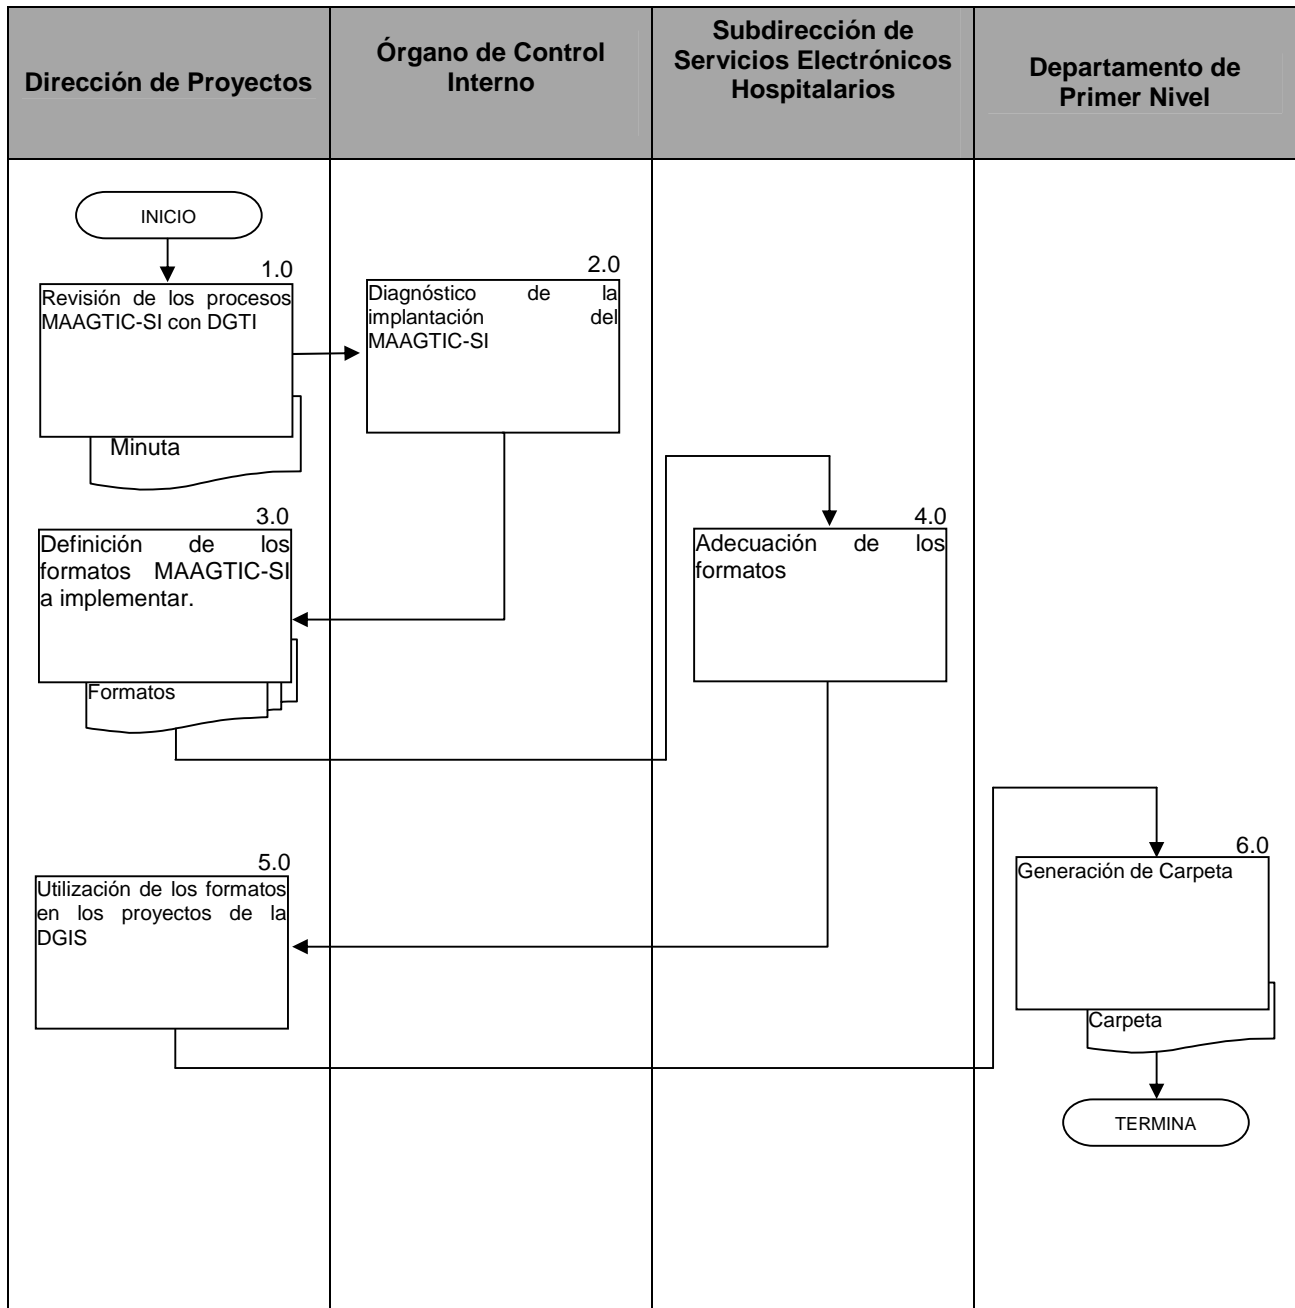 Dirección de Proyectos
Órgano de Control
Interno
Subdirección de
Servicios Electrónicos
Hospitalarios
Departamento de
Primer Nivel
INICIO
1.0
Revisión de los procesos
MAAGTIC-SI con DGTI
Minuta
2.0
Diagnóstico de la
implantación del
MAAGTIC-SI
3.0
Definición de los
formatos MAAGTIC-SI
a implementar.
Formatos
4.0
Adecuación de los
formatos
5.0
Utilización de los formatos
en los proyectos de la
DGIS
6.0
Generación de Carpeta
Carpeta
TERMINA